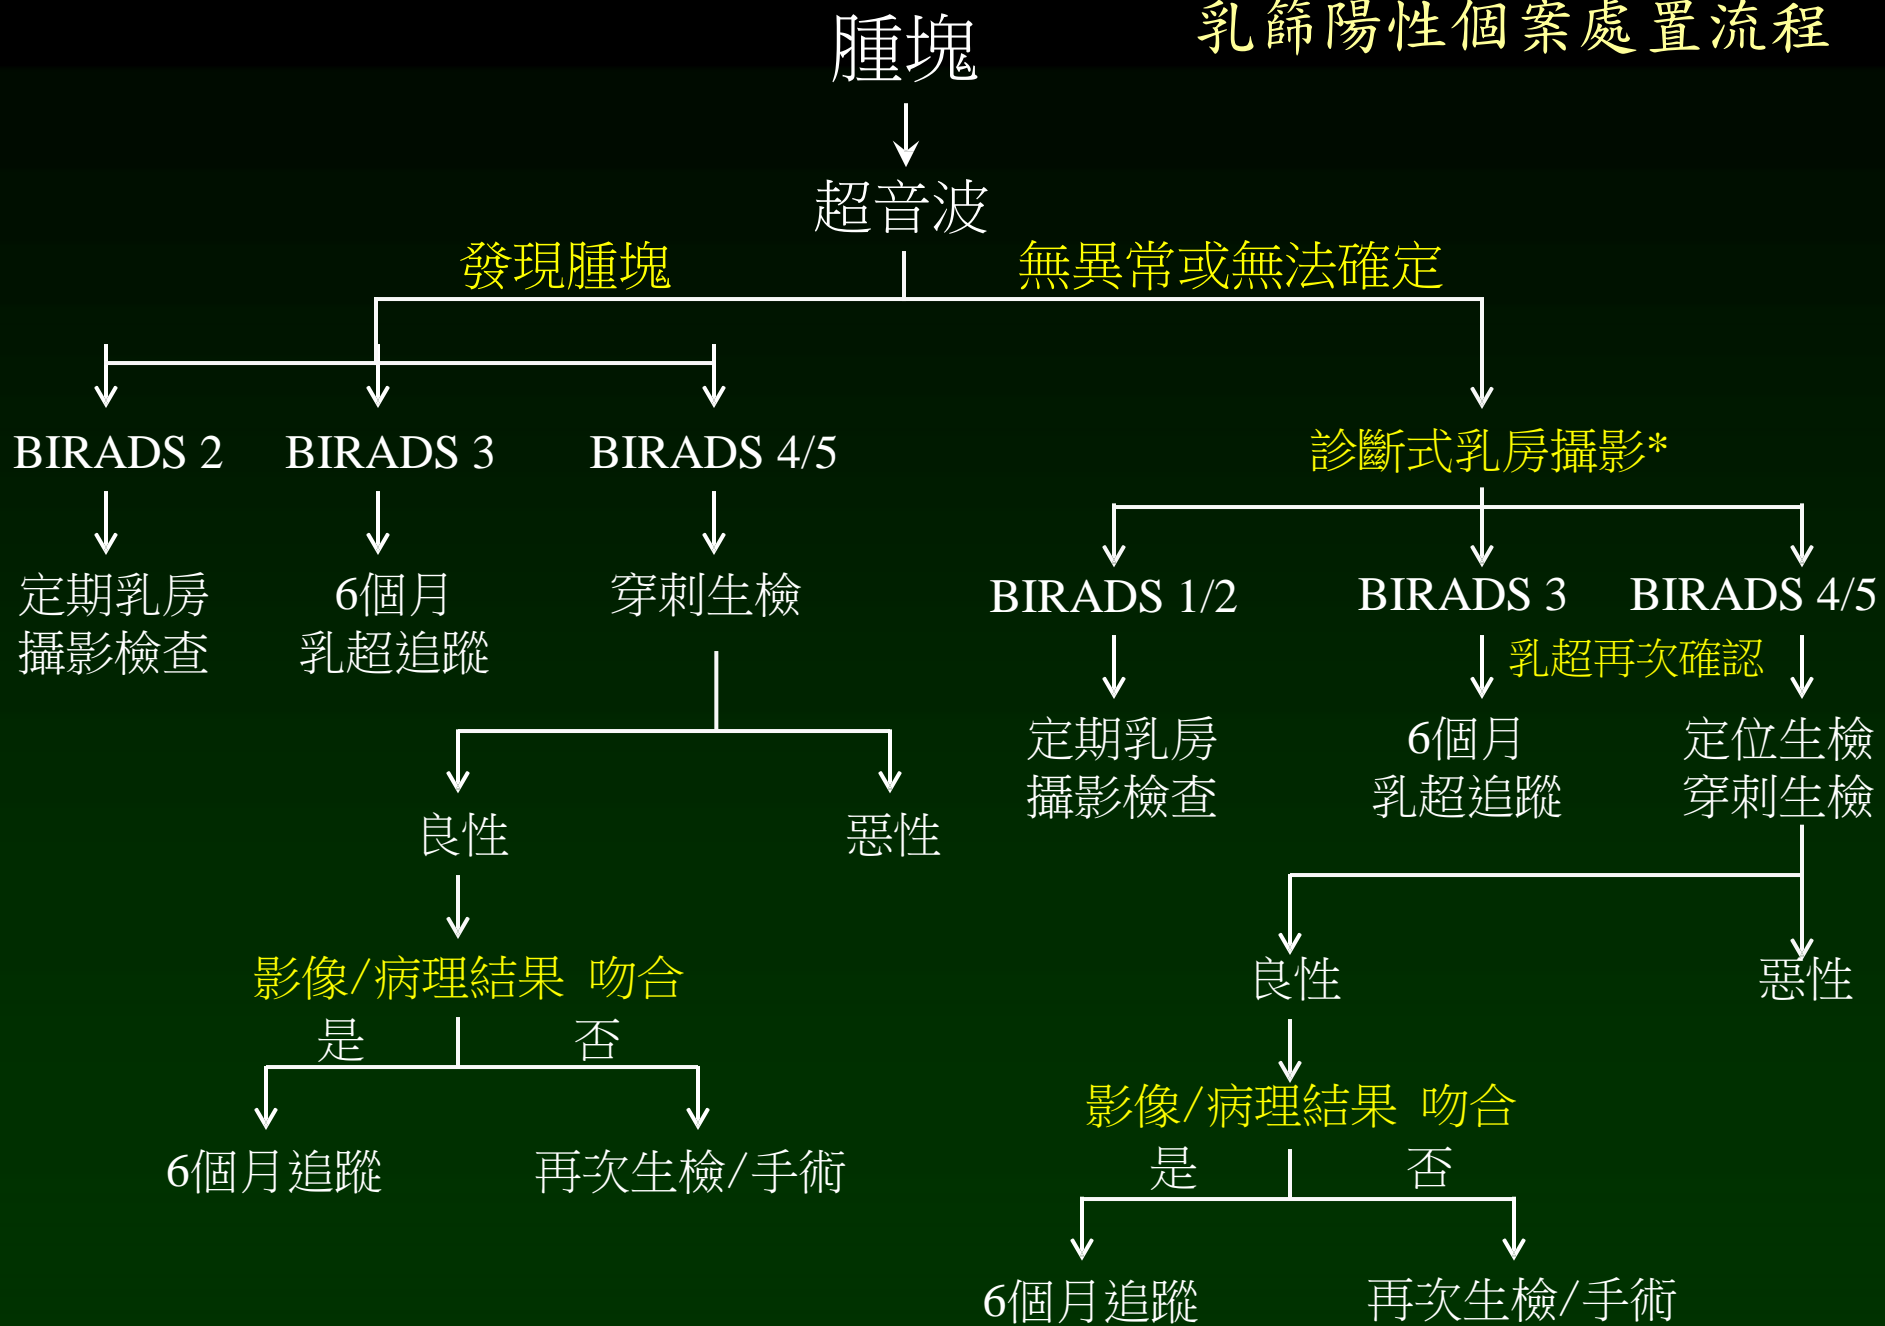 乳篩陽性個案處置流程
腫塊
超音波
發現腫塊
無異常或無法確定
BIRADS 2
BIRADS 3
BIRADS 4/5
診斷式乳房攝影*
定期乳房
攝影檢查
6個月
乳超追蹤
穿刺生檢
BIRADS 1/2
BIRADS 3
BIRADS 4/5
乳超再次確認
定期乳房
攝影檢查
6個月
乳超追蹤
定位生檢
穿刺生檢
良性
惡性
影像/病理結果 吻合
是
否
6個月追蹤
再次生檢/手術
良性
惡性
影像/病理結果 吻合
是
否
6個月追蹤
再次生檢/手術